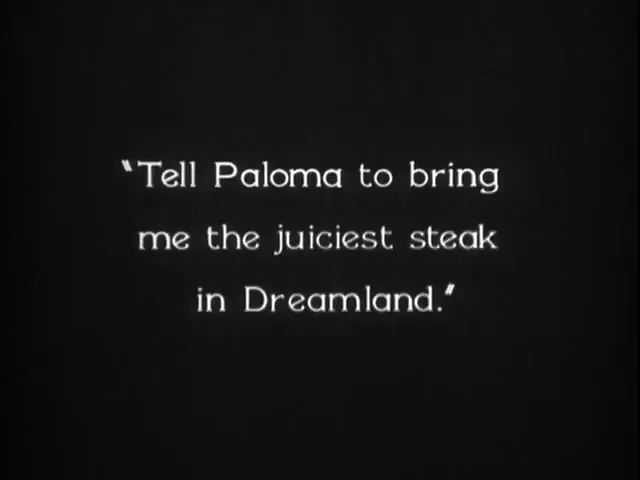 "Tell Paloma to bring
me the juiciest steak
in Dreamland."